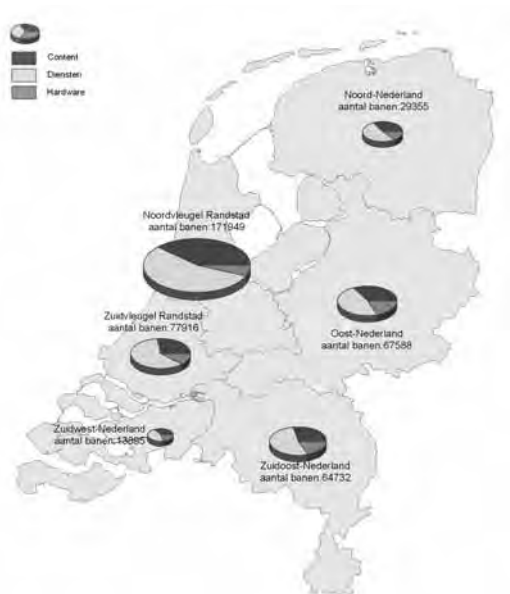 Content
Diensten
Hardware
Noord-Nederland
aantal banen:29355
Noordvleugel Randstad
aantal banen:171949
Zuidvleugel Randstad
aantal banen:77916
Oost-Nederland
aantal banen:67588
Zuidwest-Nederland
aantal banen:13895
Zuidoost-Nederland
aantal banen:64732